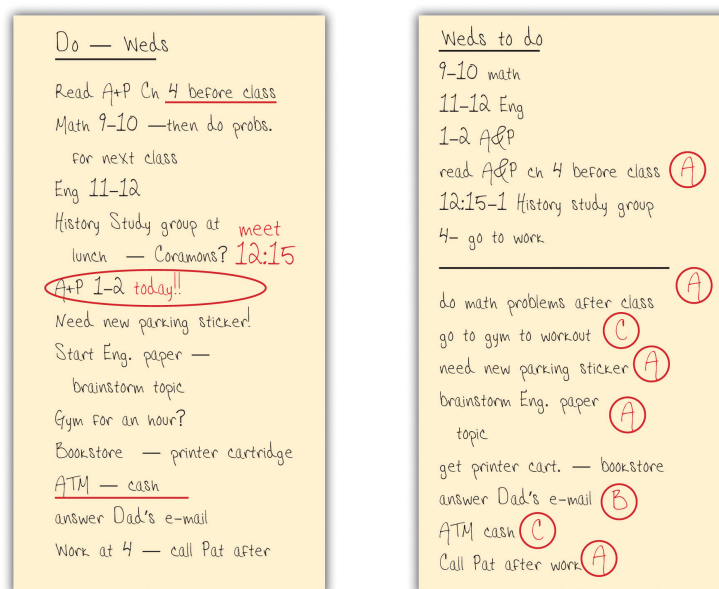 Do — Weds
Read A+P Ch 4 before class
Math 9–10 —then do probs.
for next class
Eng 11–12
History Study group at meet
lunch — Coramons? 12:15
A+P 1–2 today!!
Need new parking sticker!
Start Eng. paper —
brainstorm topic
Gym for an hour?
Bookstore — printer cartridge
ATM — cash
answer Dad's e-mail
Work at 4 — call Pat after
Weds to do
9–10 math
11–12 Eng
1–2 A&P
read A&P ch 4 before class A
12:15–1 History study group
4– go to work
do math problems after class A
go to gym to workout C
need new parking sticker A
brainstorm Eng. paper A
topic
get printer cart. — bookstore
answer Dad's e-mail B
ATM cash C
Call Pat after work A